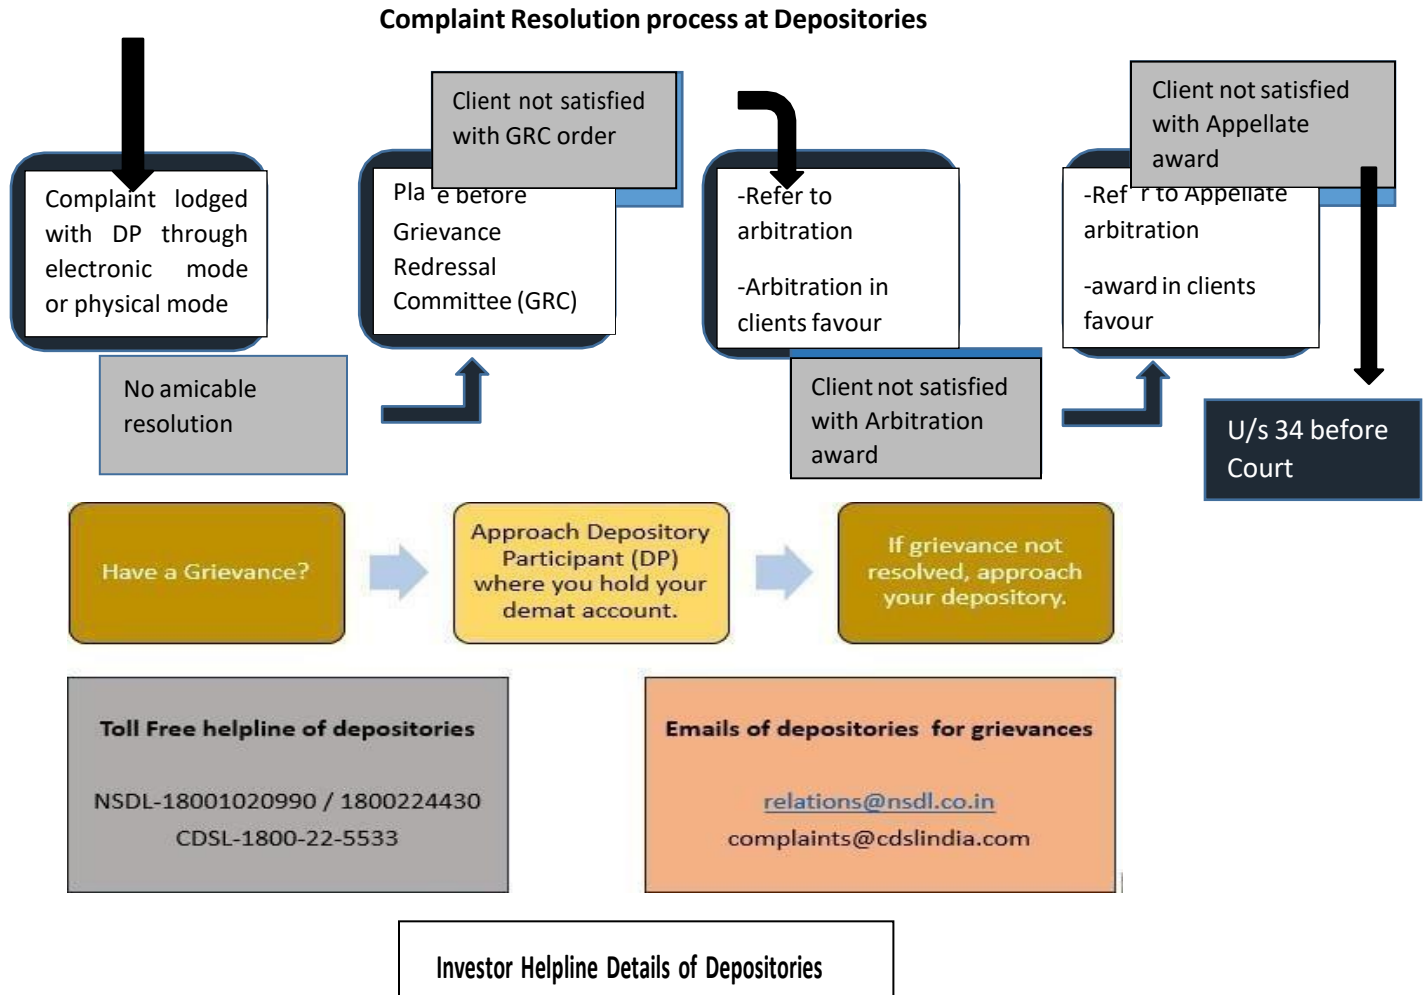 Complaint Resolution process at Depositories
Complaint lodged
with DP through
electronic mode
or physical mode
No amicable
resolution
Client not satisfied
with GRC order
Pla e before
Grievance
Redressal
Committee (GRC)
-Refer to
arbitration
-Arbitration in
clients favour
Client not satisfied
with Arbitration
award
Client not satisfied
with Appellate
award
-Ref r to Appellate
arbitration
-award in clients
favour
U/s 34 before
Court
Have a Grievance?
Approach Depository
Participant (DP)
where you hold your
demat account.
If grievance not
resolved, approach
your depository.
Toll Free helpline of depositories
NSDL-18001020990 / 1800224430
CDSL-1800-22-5533
Emails of depositories for grievances
relations@nsdl.co.in
complaints@cdslindia.com
Investor Helpline Details of Depositories